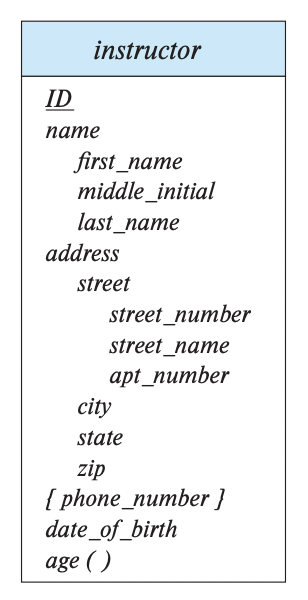 instructor
ID
name
first_name
middle_initial
last_name
address
street
street_number
street_name
apt_number
city
state
zip
{ phone_number }
date_of_birth
age ( )